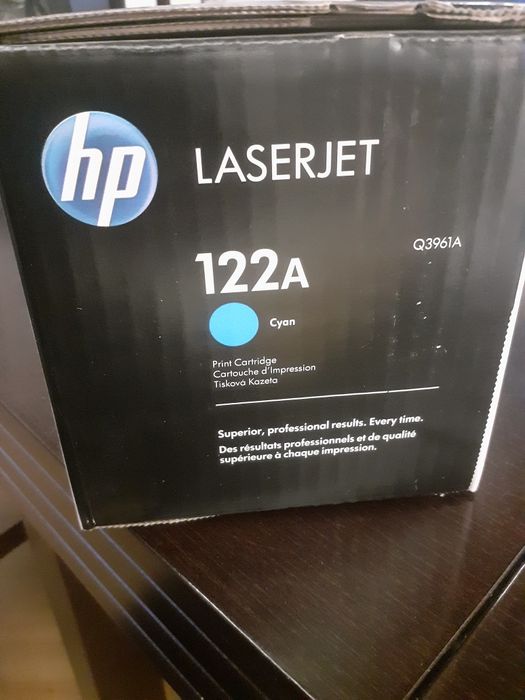 hp
LASERJET
122A
Q3961A
Cyan
Print Cartridge
Cartouche d'Impression
Tisková Kazeta
Superior, professional results. Every time.
Des résultats professionnels et de qualité
supérieure à chaque impression.